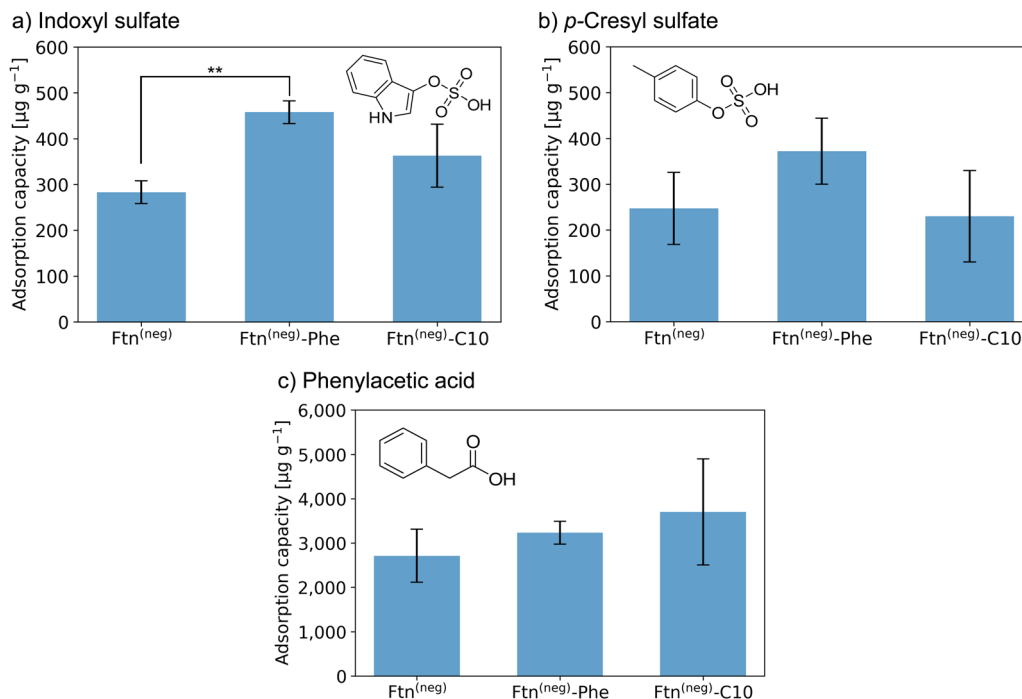 a) Indoxyl sulfate
Adsorption capacity [µg g⁻¹]
600
500
400
300
200
100
0
**
O
O
S
OH
O
HN
Ftn⁽ⁿᵉᵍ⁾
Ftn⁽ⁿᵉᵍ⁾-Phe
Ftn⁽ⁿᵉᵍ⁾-C10
b) p-Cresyl sulfate
Adsorption capacity [µg g⁻¹]
600
500
400
300
200
100
0
O
OH
S
O
O
Ftn⁽ⁿᵉᵍ⁾
Ftn⁽ⁿᵉᵍ⁾-Phe
Ftn⁽ⁿᵉᵍ⁾-C10
c) Phenylacetic acid
Adsorption capacity [µg g⁻¹]
6,000
5,000
4,000
3,000
2,000
1,000
0
O
OH
Ftn⁽ⁿᵉᵍ⁾
Ftn⁽ⁿᵉᵍ⁾-Phe
Ftn⁽ⁿᵉᵍ⁾-C10